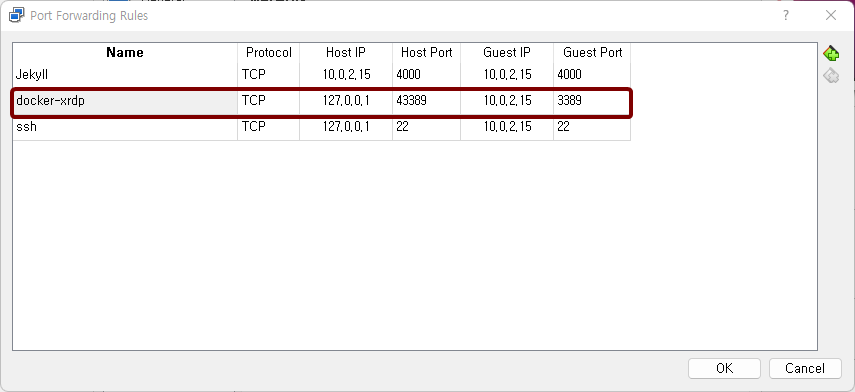 Port Forwarding Rules ?
Name Protocol Host IP Host Port Guest IP Guest Port
Jekyll TCP 10,0,2,15 4000 10,0,2,15 4000
docker-xrdp TCP 127,0,0,1 43389 10,0,2,15 3389
ssh TCP 127,0,0,1 22 10,0,2,15 22
OK Cancel